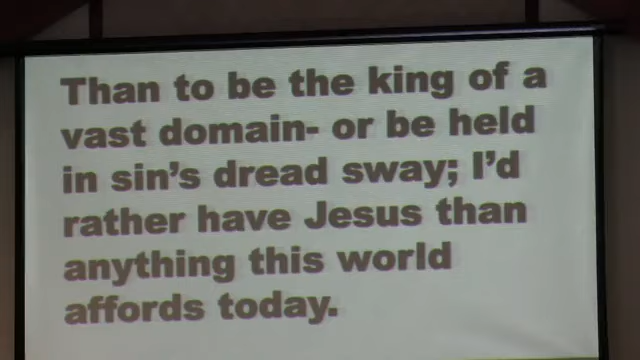 Than to be the king of a
vast domain- or be held
in sin's dread sway; I'd
rather have Jesus than
anything this world
affords today.